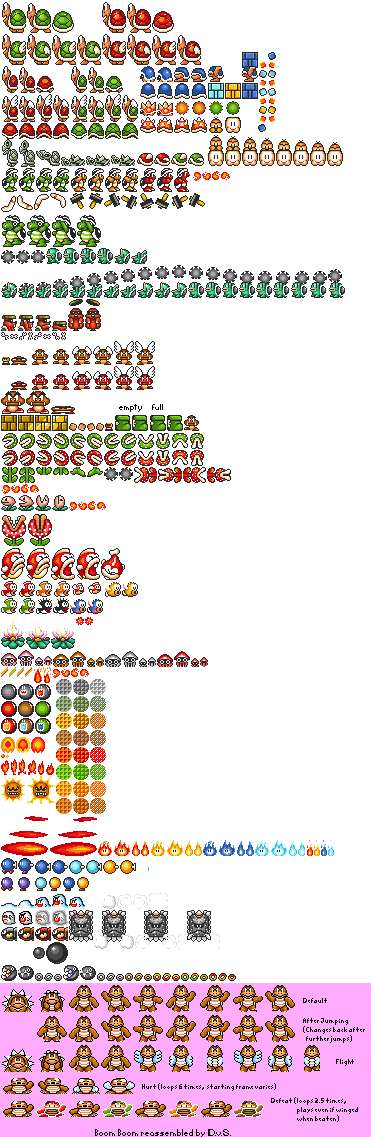 empty full
Default
After Jumping
(Changes back after
further jumps)
Flight
Hurt (loops 6 times, starting frame varies)
Defeat (loops 2.5 times,
plays even if winged
when beaten)
Boom Boom reassembled by D.v.S.